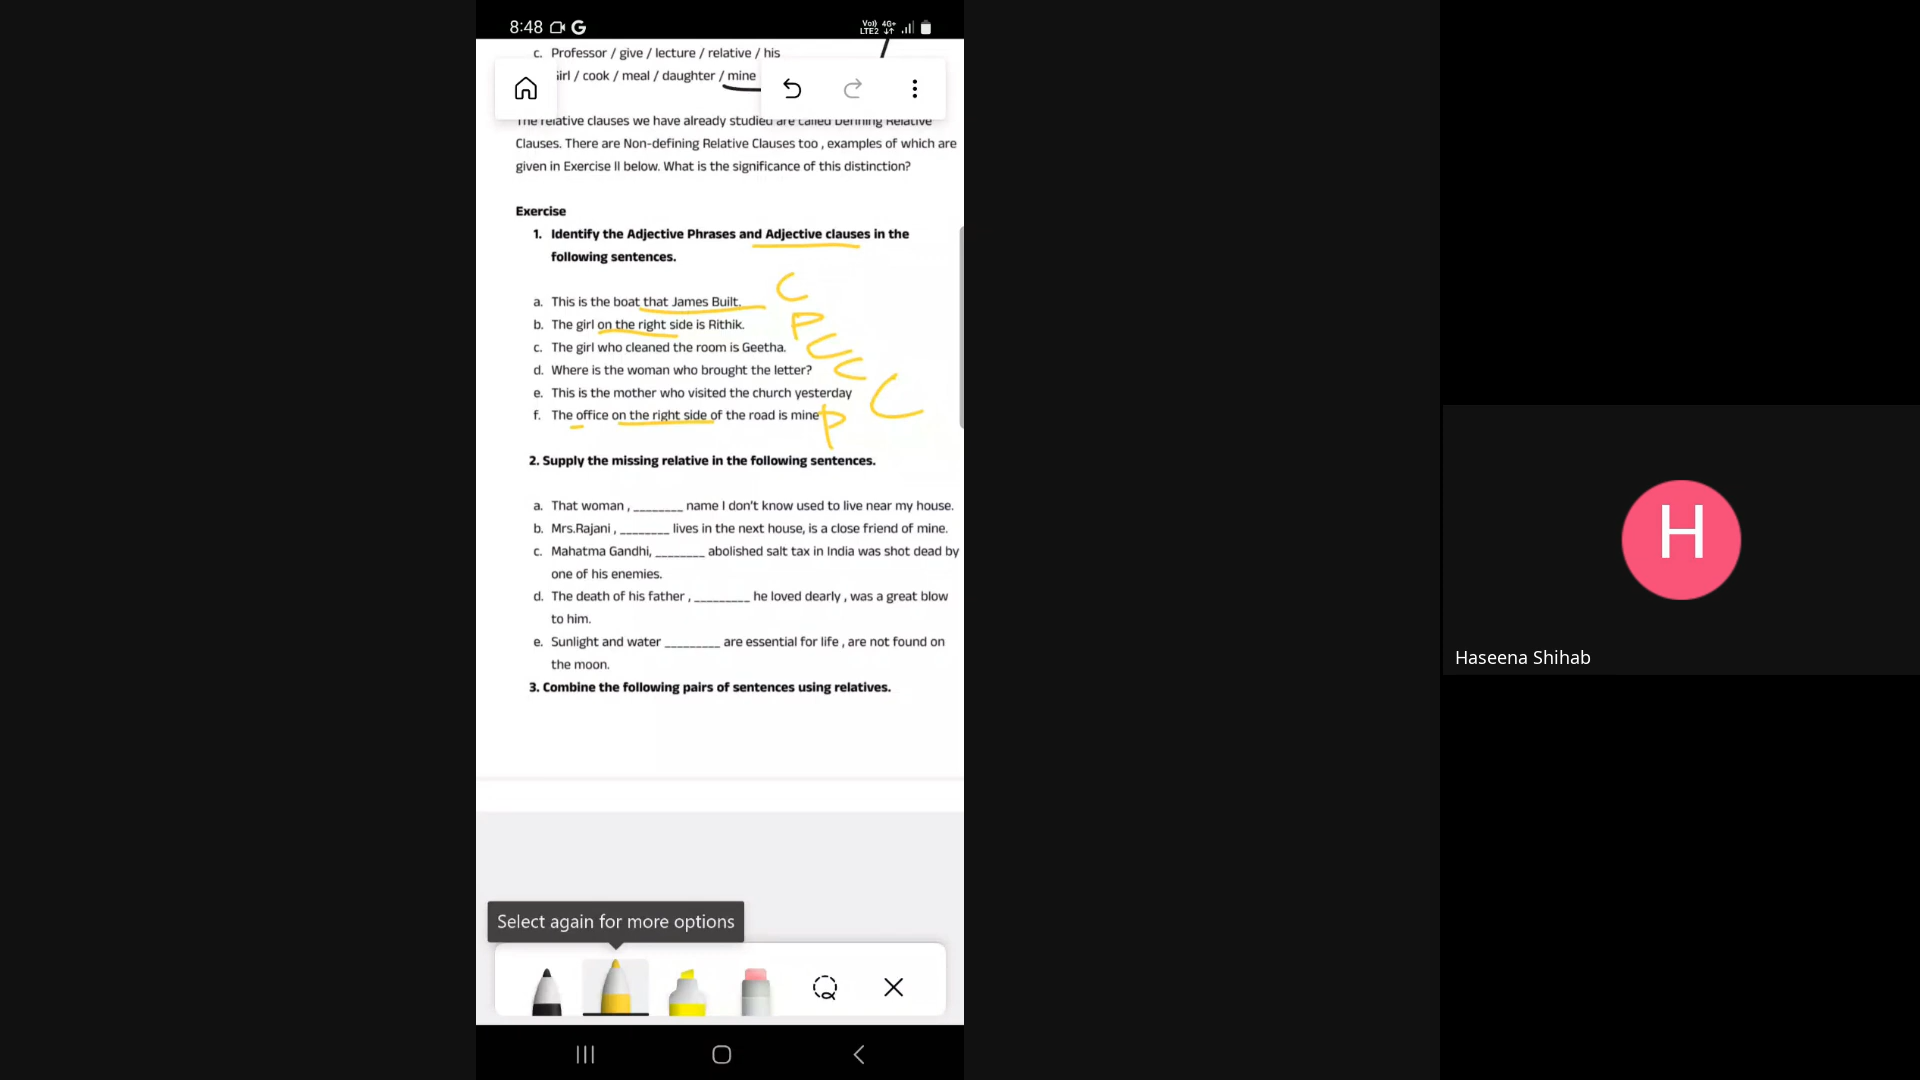 8:48
Vo)) 4G+
LTE2
c. Professor / give / lecture / relative / his
irl / cook / meal / daughter / mine
The relative clauses we have already studied are called Defining Relative
Clauses. There are Non-defining Relative Clauses too , examples of which are
given in Exercise II below. What is the significance of this distinction?
Exercise
1. Identify the Adjective Phrases and Adjective clauses in the
following sentences.
a. This is the boat that James Built. C
b. The girl on the right side is Rithik. P
c. The girl who cleaned the room is Geetha. C
d. Where is the woman who brought the letter? C
e. This is the mother who visited the church yesterday C
f. The office on the right side of the road is mine P
2. Supply the missing relative in the following sentences.
a. That woman , ________ name I don't know used to live near my house.
b. Mrs.Rajani , ________ lives in the next house, is a close friend of mine.
c. Mahatma Gandhi, ________ abolished salt tax in India was shot dead by
one of his enemies.
d. The death of his father , _________ he loved dearly , was a great blow
to him.
e. Sunlight and water _________ are essential for life , are not found on
the moon.
3. Combine the following pairs of sentences using relatives.
Select again for more options
H
Haseena Shihab